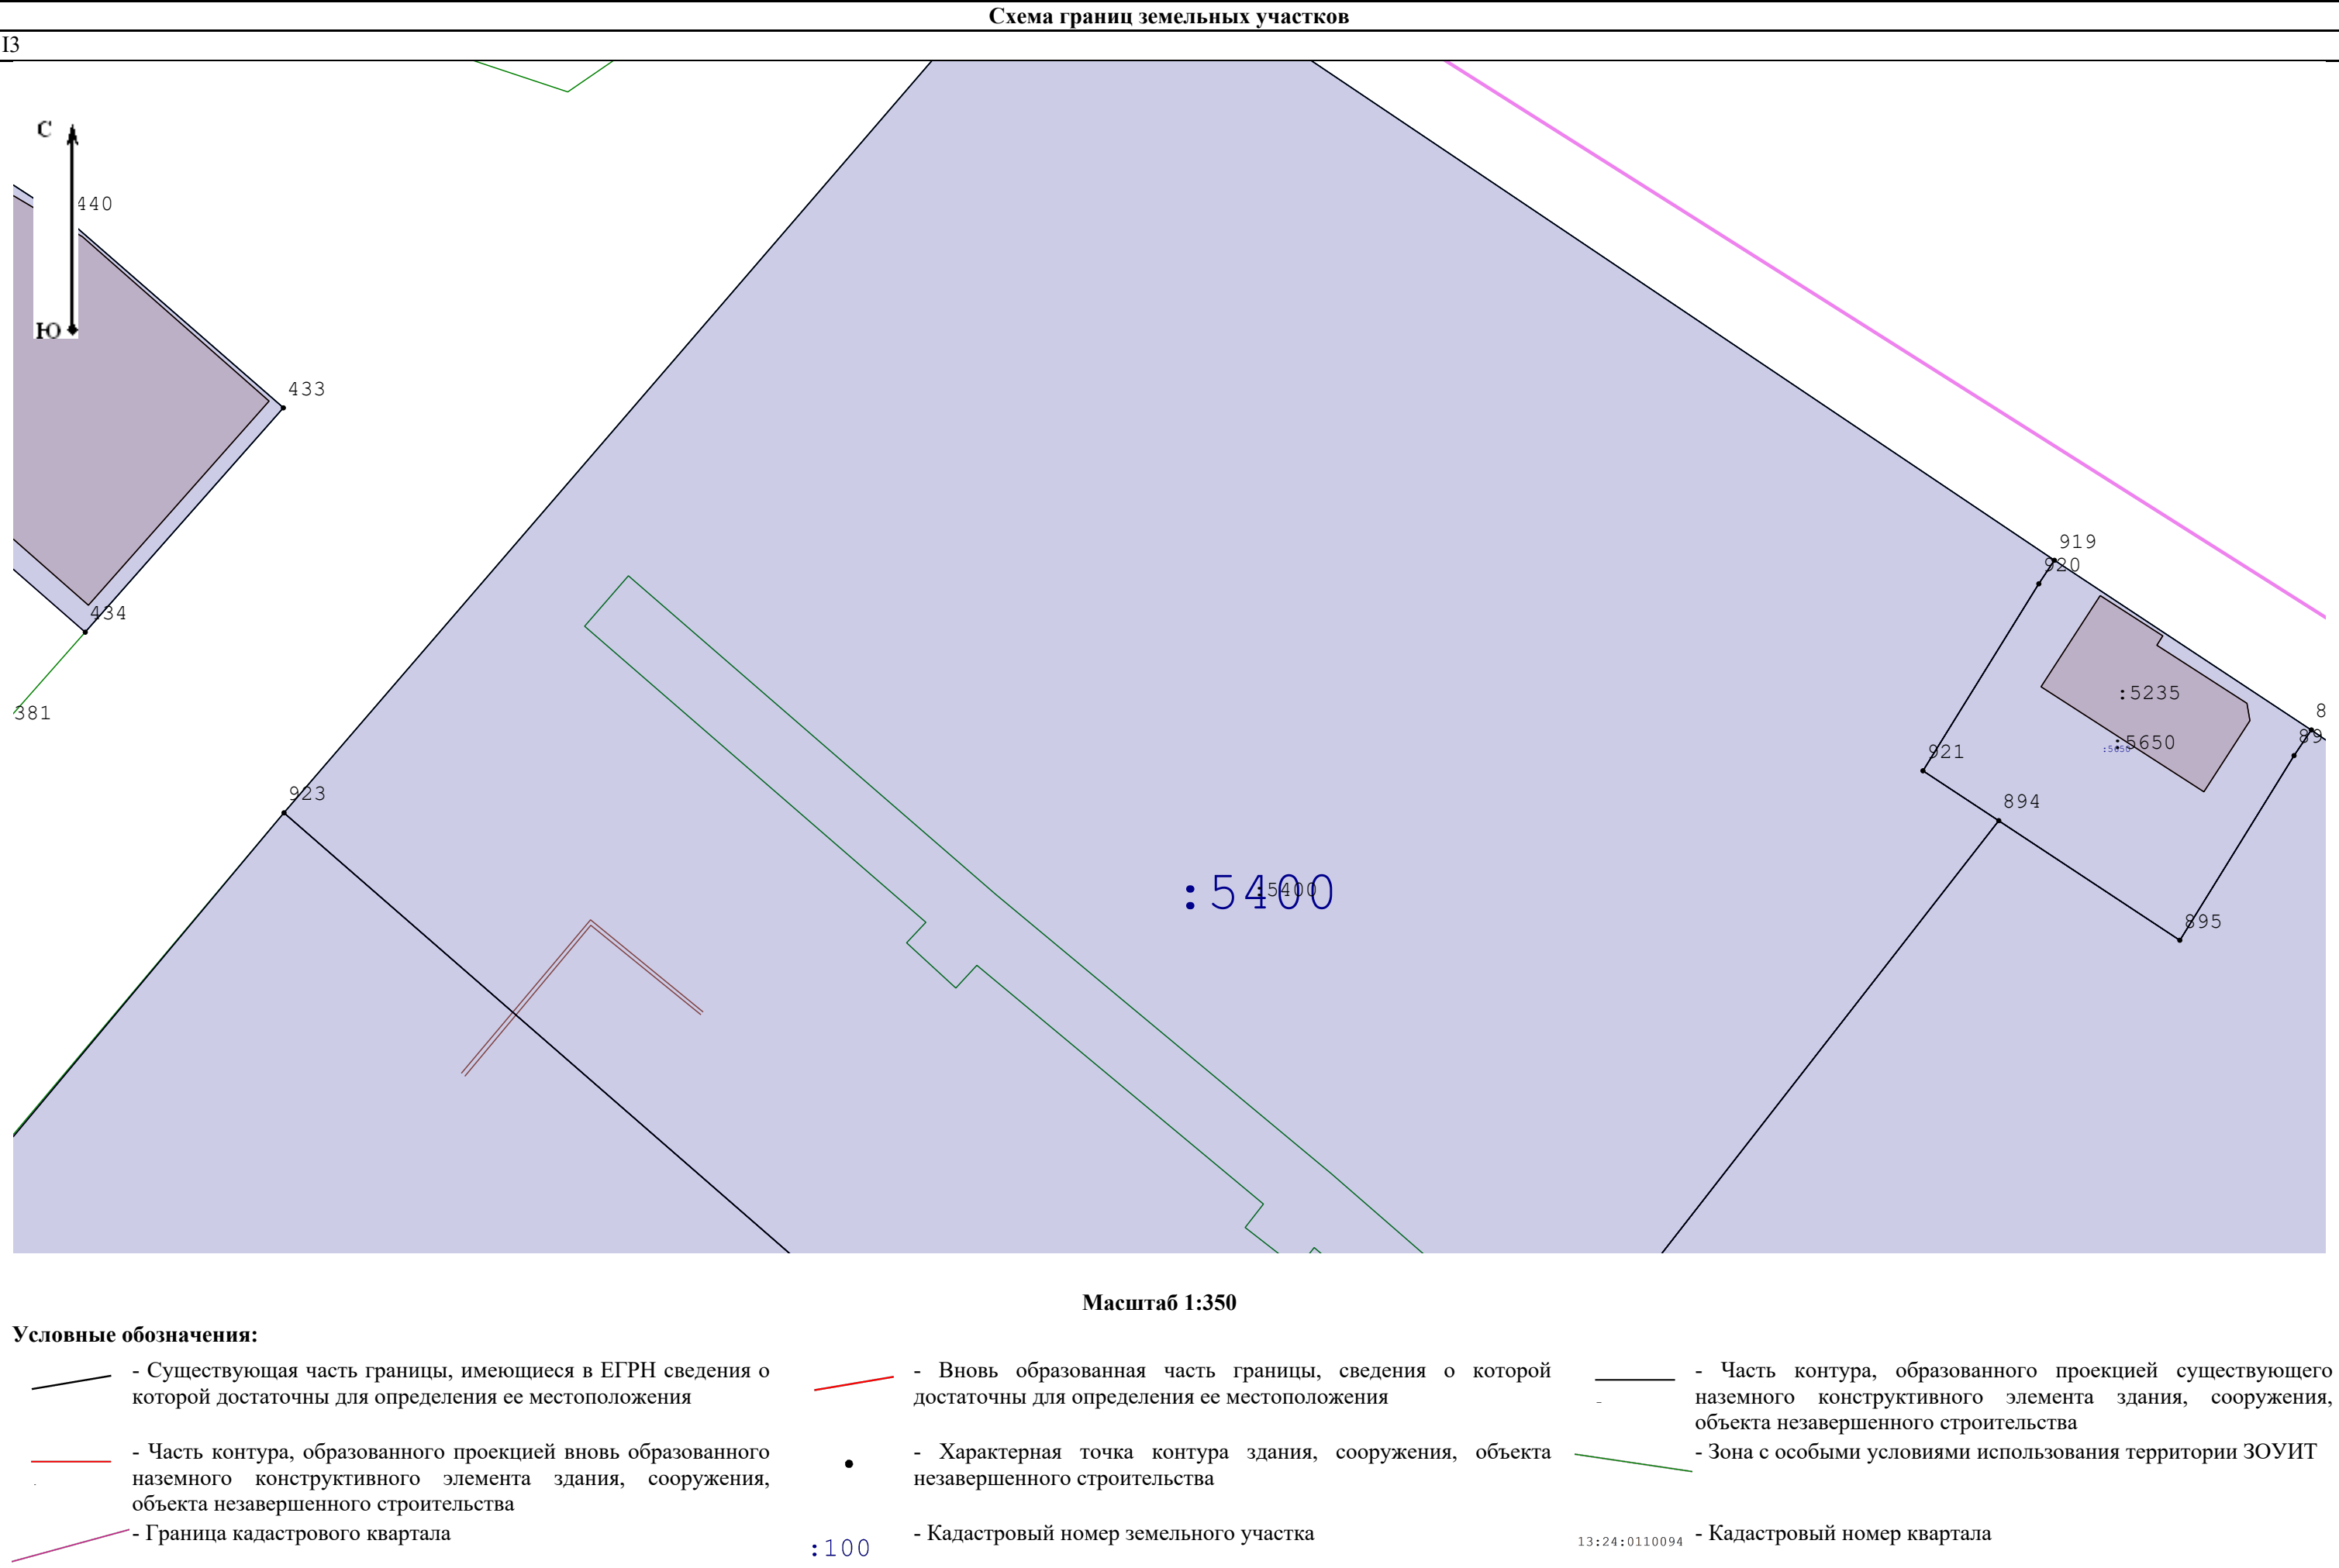 Схема границ земельных участков
I3
С
440
Ю
433
434
381
919
920
:5235
8
89
:5650
:5650
921
894
923
:5400
:5400
895
Масштаб 1:350
Условные обозначения:
- Существующая часть границы, имеющиеся в ЕГРН сведения о
которой достаточны для определения ее местоположения
- Вновь образованная часть границы, сведения о которой
достаточны для определения ее местоположения
- Часть контура, образованного проекцией существующего
наземного конструктивного элемента здания, сооружения,
объекта незавершенного строительства
- Часть контура, образованного проекцией вновь образованного
наземного конструктивного элемента здания, сооружения,
объекта незавершенного строительства
- Характерная точка контура здания, сооружения, объекта
незавершенного строительства
- Зона с особыми условиями использования территории ЗОУИТ
- Граница кадастрового квартала
:100
- Кадастровый номер земельного участка
13:24:0110094
- Кадастровый номер квартала